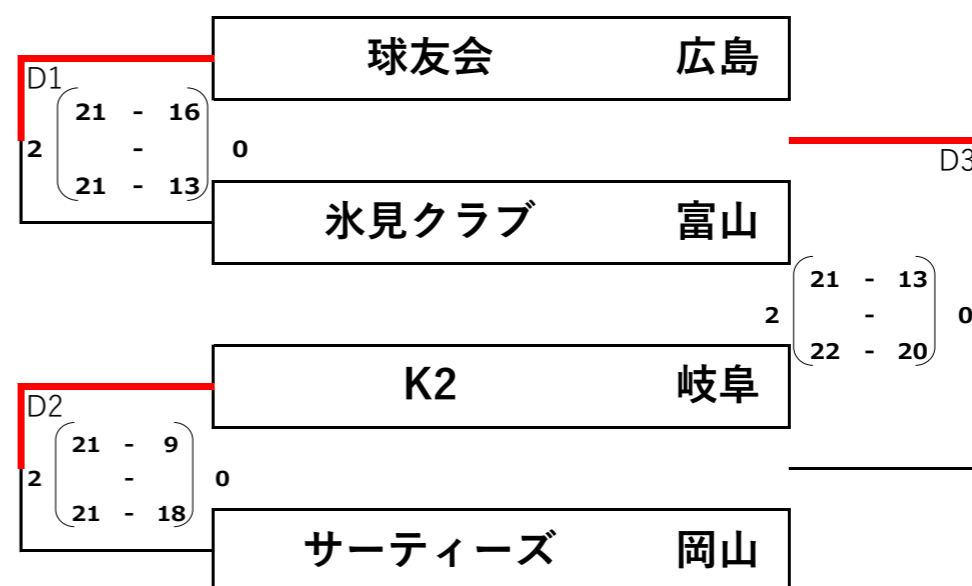 球友会 広島
D1
21 - 16
2 - 0
21 - 13
氷見クラブ 富山
D3
21 - 13
2 - 0
22 - 20
K2 岐阜
D2
21 - 9
2 - 0
21 - 18
サーティーズ 岡山